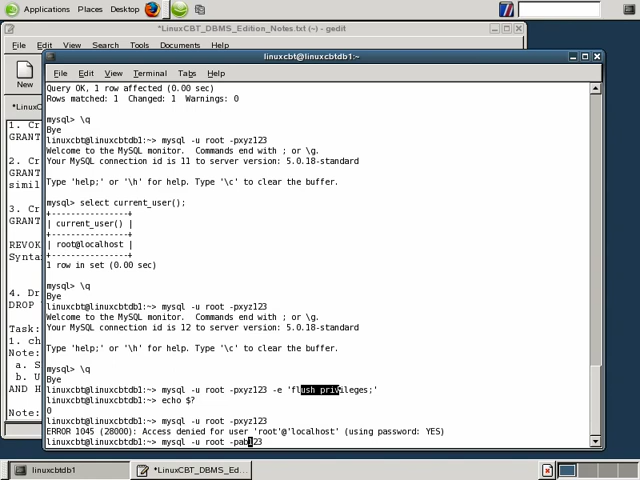 Applications Places Desktop
*LinuxCBT_DBMS_Edition_Notes.txt (~) - gedit
File Edit View Search Tools Documents Help
New
*LinuxC
1. Cr
GRANT
2. Cr
GRANT
simil
3. Cr
GRANT
REVOK
Synta
4. Dr
DROP
Task:
1. ch
Note:
a. S
b. U
AND H
Note:
linuxcbt@linuxcbtdb1:~
File Edit View Terminal Tabs Help
Query OK, 1 row affected (0.00 sec)
Rows matched: 1 Changed: 1 Warnings: 0
mysql> \q
Bye
linuxcbt@linuxcbtdb1:~> mysql -u root -pxyz123
Welcome to the MySQL monitor. Commands end with ; or \g.
Your MySQL connection id is 11 to server version: 5.0.18-standard
Type 'help;' or '\h' for help. Type '\c' to clear the buffer.
mysql> select current_user();
+----------------+
| current_user() |
+----------------+
| root@localhost |
+----------------+
1 row in set (0.00 sec)
mysql> \q
Bye
linuxcbt@linuxcbtdb1:~> mysql -u root -pxyz123
Welcome to the MySQL monitor. Commands end with ; or \g.
Your MySQL connection id is 12 to server version: 5.0.18-standard
Type 'help;' or '\h' for help. Type '\c' to clear the buffer.
mysql> \q
Bye
linuxcbt@linuxcbtdb1:~> mysql -u root -pxyz123 -e 'flush privileges;'
linuxcbt@linuxcbtdb1:~> echo $?
0
linuxcbt@linuxcbtdb1:~> mysql -u root -pxyz123
ERROR 1045 (28000): Access denied for user 'root'@'localhost' (using password: YES)
linuxcbt@linuxcbtdb1:~> mysql -u root -pab123
linuxcbtdb1
*LinuxCBT_DBMS_Ed...